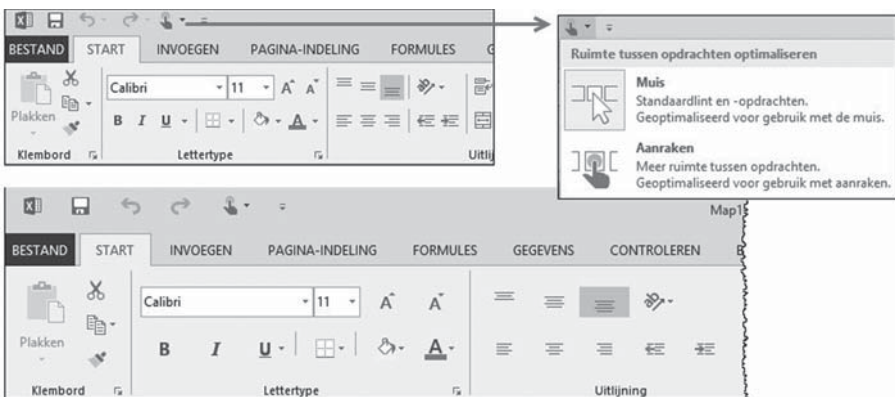 BESTAND START INVOEGEN PAGINA-INDELING FORMULES G
Calibri 11 A A
Plakken
B I U A
Klembord Lettertype Uitlij
Ruimte tussen opdrachten optimaliseren
Muis
Standaardlint en -opdrachten.
Geoptimaliseerd voor gebruik met de muis.
Aanraken
Meer ruimte tussen opdrachten.
Geoptimaliseerd voor gebruik met aanraken.
Map1
BESTAND START INVOEGEN PAGINA-INDELING FORMULES GEGEVENS CONTROLEREN
Calibri 11 A A
Plakken
B I U A
Klembord Lettertype Uitlijning